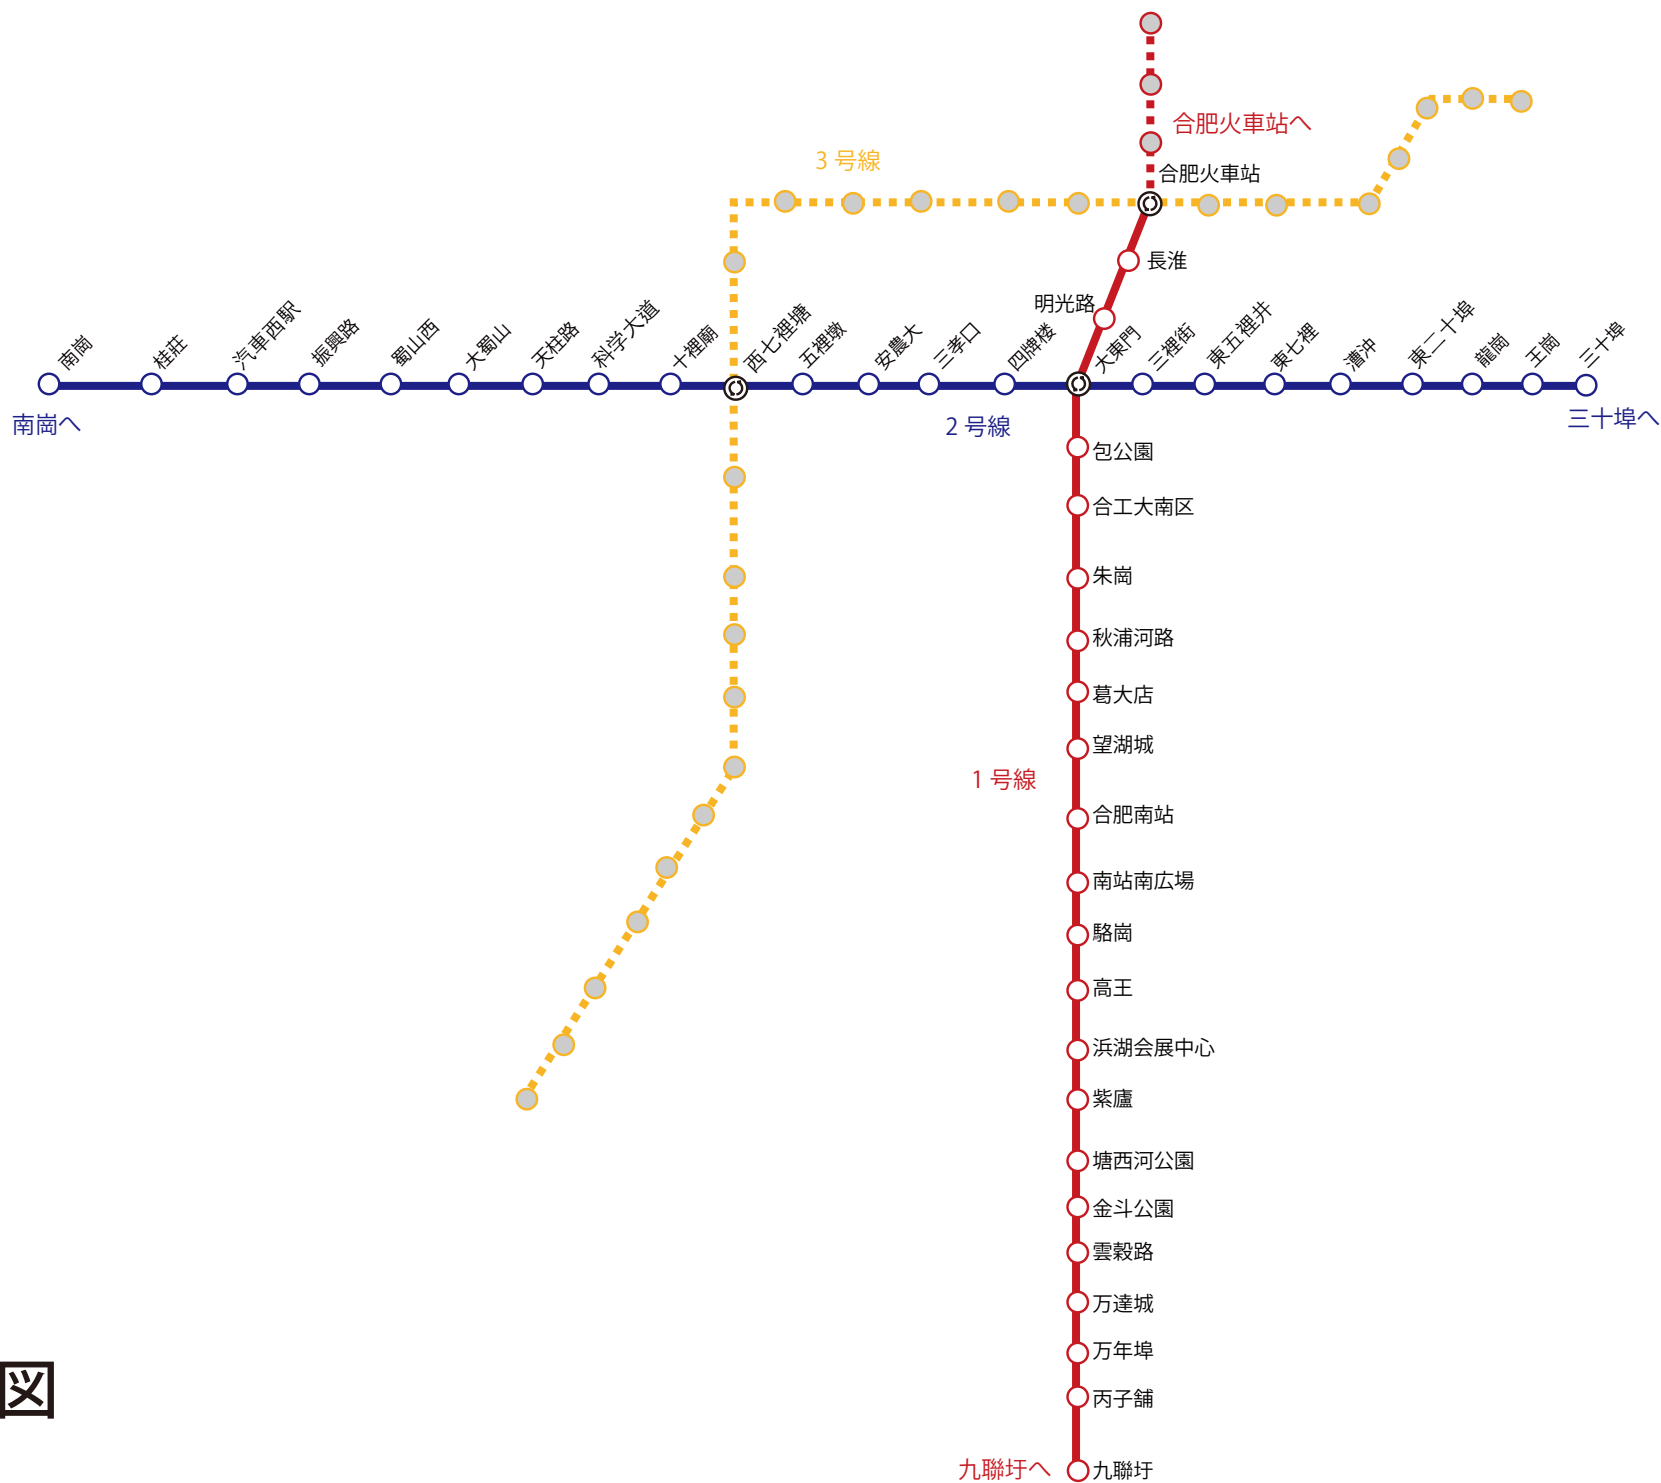 合肥火車站へ
3 号線
合肥火車站
長淮
明光路
南崗
桂莊
汽車西駅
振興路
蜀山西
大蜀山
天柱路
科学大道
十裡廟
西七裡塘
五裡墩
安農大
三孝口
四牌楼
大東門
三裡街
東五裡井
東七裡
漕沖
東二十埠
龍崗
王崗
三十埠
南崗へ
2 号線
三十埠へ
包公園
合工大南区
朱崗
秋浦河路
葛大店
望湖城
1 号線
合肥南站
南站南広場
駱崗
高王
浜湖会展中心
紫廬
塘西河公園
金斗公園
雲穀路
万達城
万年埠
図
丙子舗
九聯圩へ
九聯圩